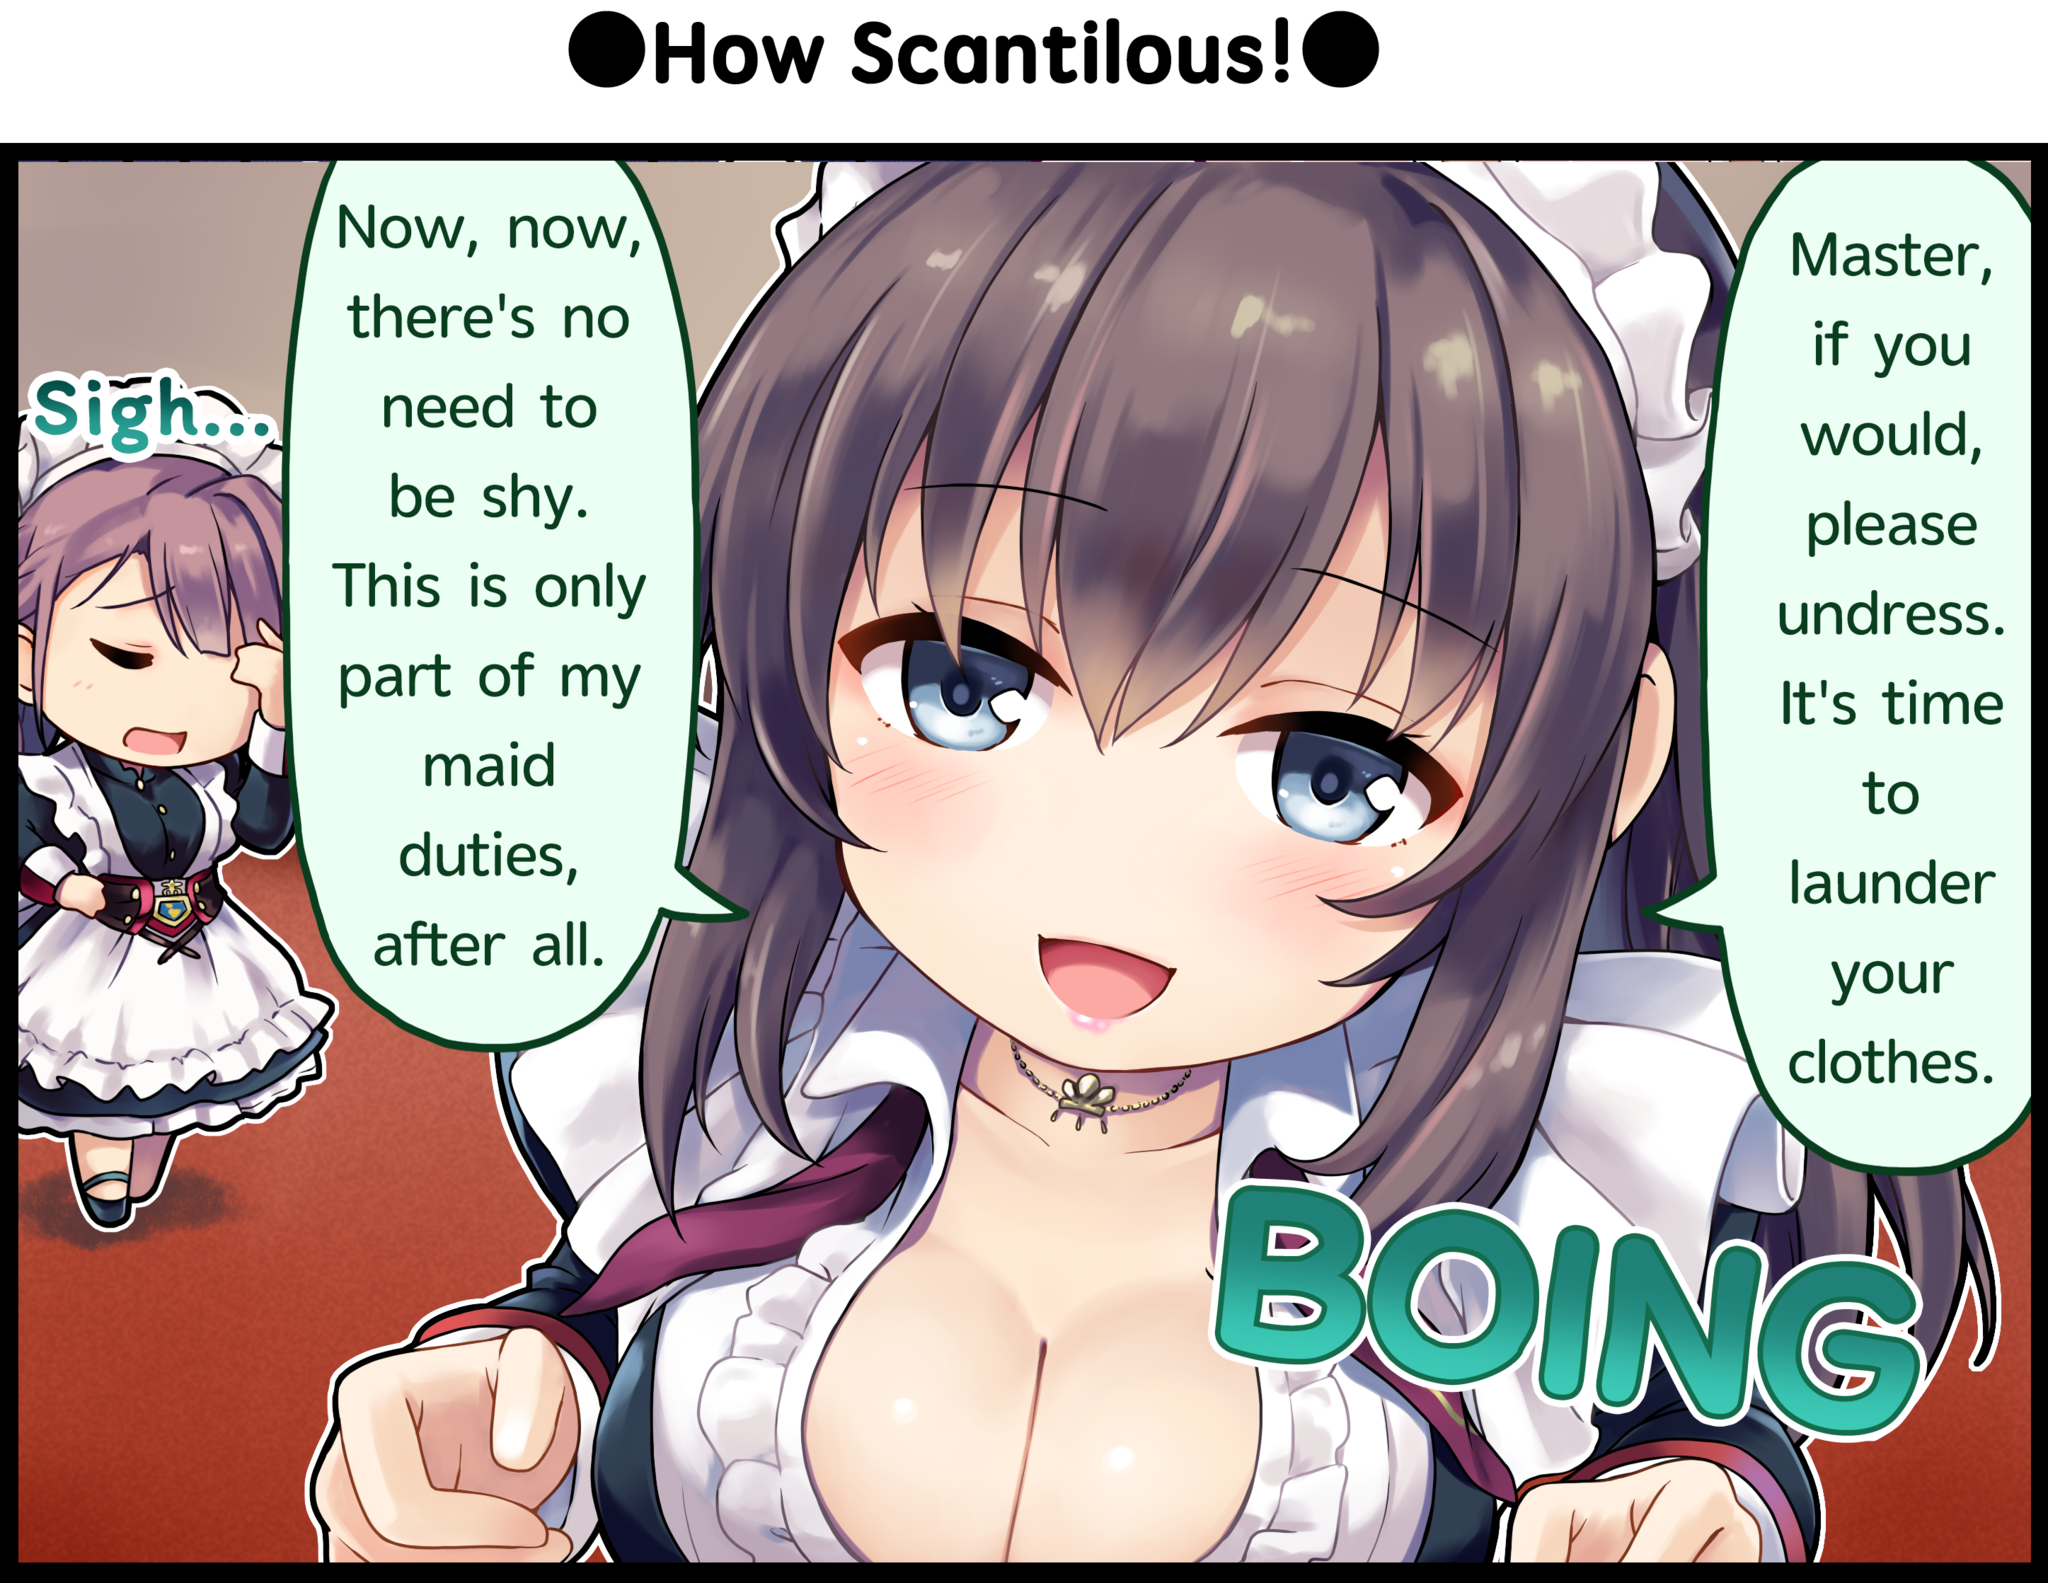 ●How Scantilous!●
Master,
if you
would,
please
undress.
It's time
to
launder
your
clothes.
Now, now,
there's no
need to
be shy.
This is only
part of my
maid
duties,
after all.
Sigh...
BOING